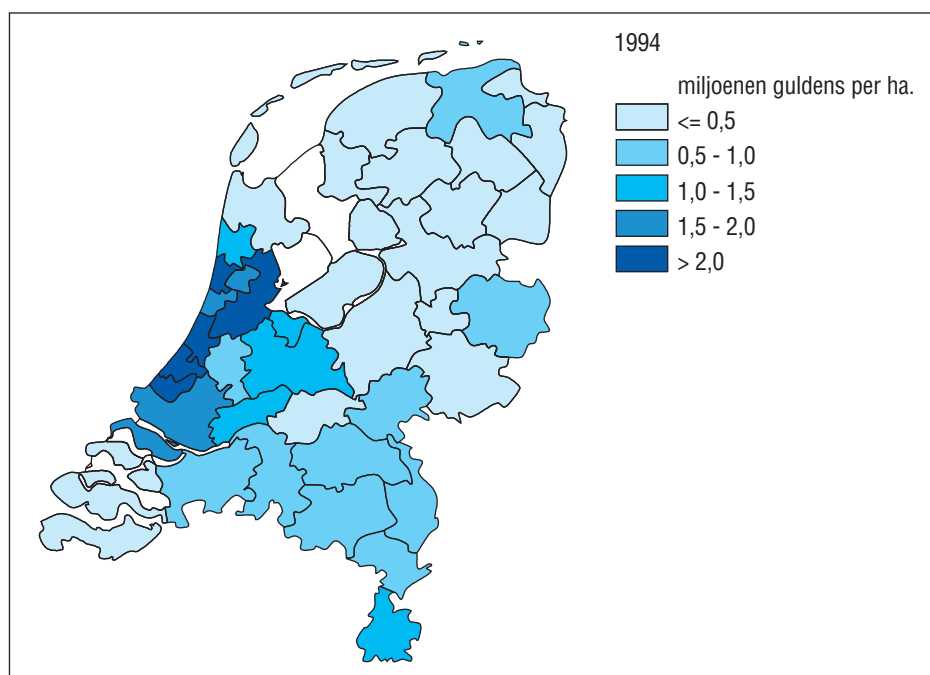 1994
miljoenen guldens per ha.
<= 0,5
0,5 - 1,0
1,0 - 1,5
1,5 - 2,0
> 2,0